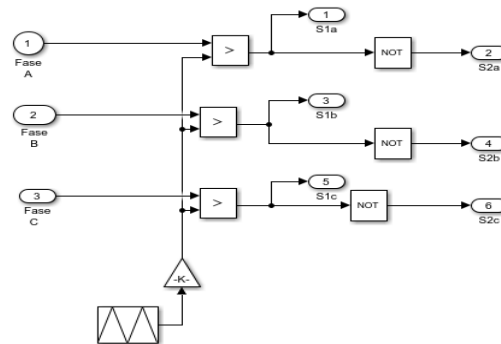 1
Fase
A
>
1
S1a
NOT
2
S2a
2
Fase
B
>
3
S1b
NOT
4
S2b
3
Fase
C
>
5
S1c
NOT
6
S2c
-K-